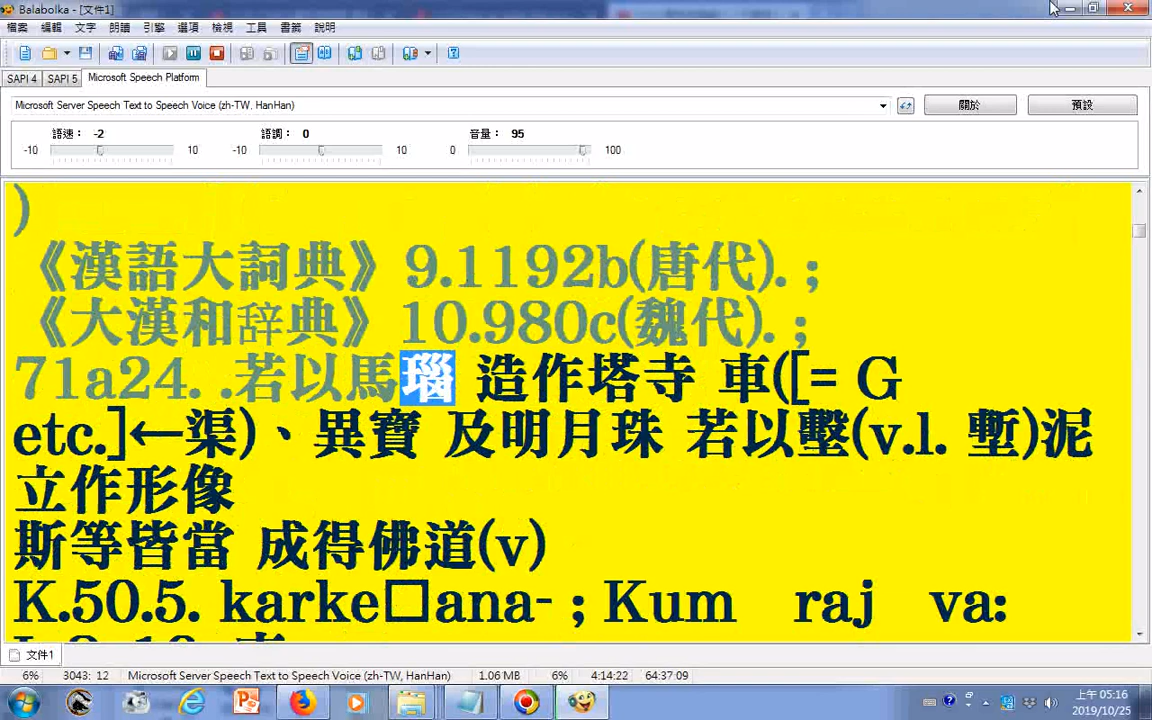 Balabolka - [文件1]
檔案 編輯 文字 朗讀 引擎 選項 檢視 工具 書籤 說明
SAPI 4 SAPI 5 Microsoft Speech Platform
Microsoft Server Speech Text to Speech Voice (zh-TW, HanHan)
關於 預設
語速： -2 語調： 0 音量： 95
-10 10 -10 10 0 100
)
《漢語大詞典》 9.1192b(唐代). ;
《大漢和辞典》 10.980c(魏代). ;
71a24. .若以馬瑙 造作塔寺 車([= G
etc.]←渠)、異寶 及明月珠 若以墼(v.l. 塹)泥
立作形像
斯等皆當 成得佛道(v)
K.50.5. karke□ana- ; Kum raj va:
文件1
6% 3043: 12 Microsoft Server Speech Text to Speech Voice (zh-TW, HanHan) 1.06 MB 6% 4:14:22 64:37:09
上午 05:16
2019/10/25